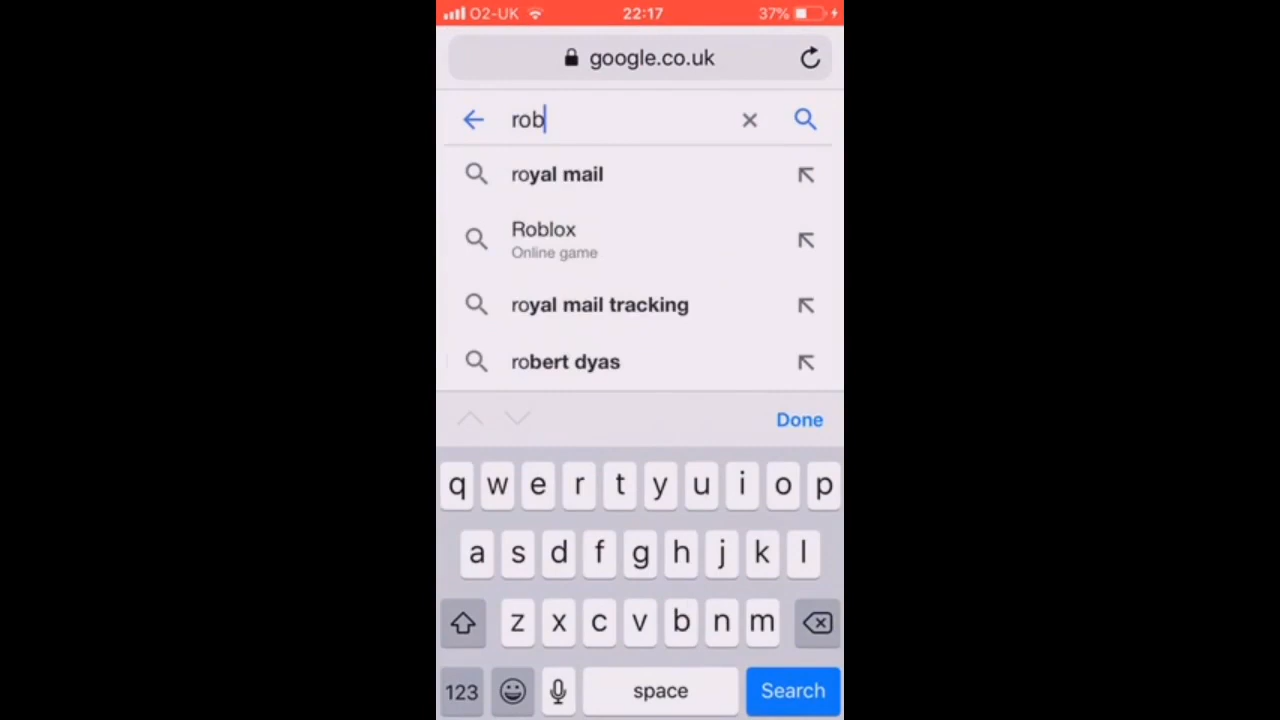 O2-UK 22:17 37%
google.co.uk
rob
royal mail
Roblox
Online game
royal mail tracking
robert dyas
Done
q w e r t y u i o p
a s d f g h j k l
z x c v b n m
123 space Search